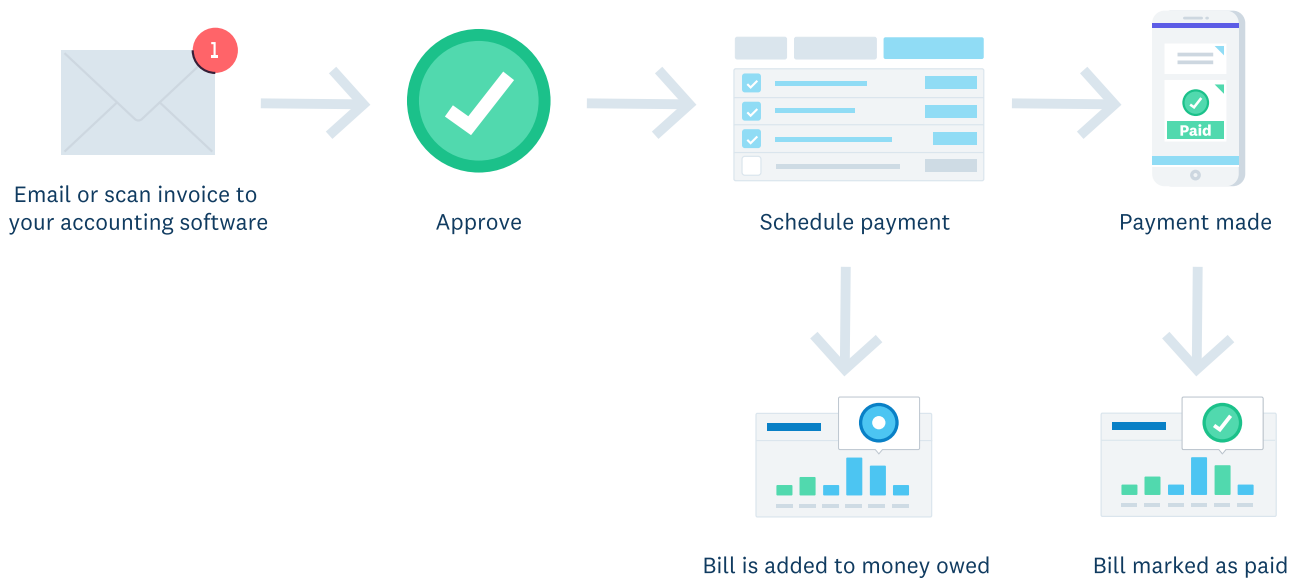 1
Email or scan invoice to
your accounting software
Approve
Schedule payment
Paid
Payment made
Bill is added to money owed
Bill marked as paid